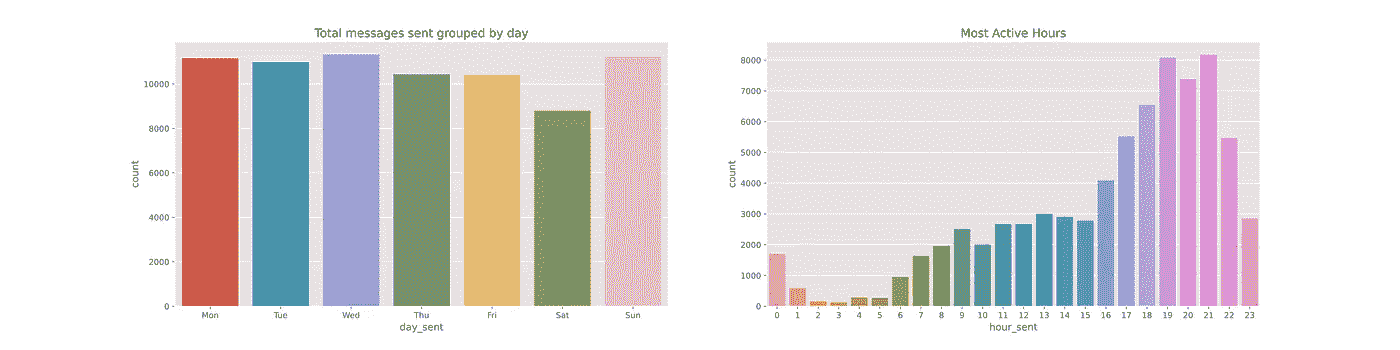 Total messages sent grouped by day
count
10000
8000
6000
4000
2000
0
Mon Tue Wed Thu Fri Sat Sun
day_sent
Most Active Hours
count
8000
7000
6000
5000
4000
3000
2000
1000
0
0 1 2 3 4 5 6 7 8 9 10 11 12 13 14 15 16 17 18 19 20 21 22 23
hour_sent